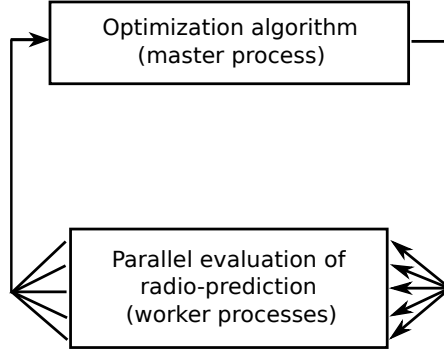 Optimization algorithm
(master process)
Parallel evaluation of
radio-prediction
(worker processes)